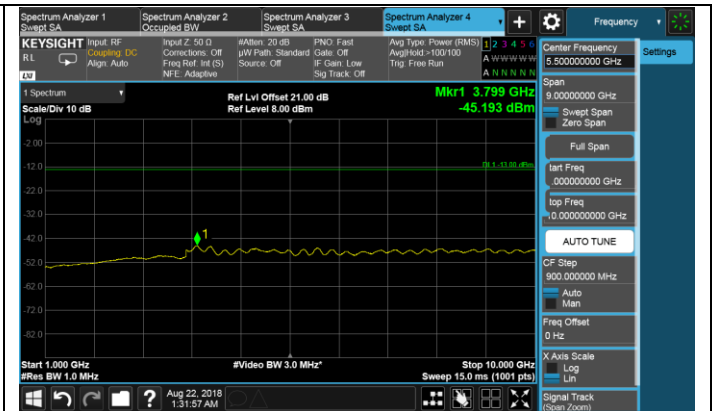 Spectrum Analyzer 1
Swept SA
Spectrum Analyzer 2
Occupied BW
Spectrum Analyzer 3
Swept SA
Spectrum Analyzer 4
Swept SA
+
Frequency
KEYSIGHT
RL
Input: RF
Coupling: DC
Align: Auto
Input Z: 50 Ω
Corrections: Off
Freq Ref: Int (S)
NFE: Adaptive
#Atten: 20 dB
µW Path: Standard
Source: Off
PNO: Fast
Gate: Off
IF Gain: Low
Sig Track: Off
Avg Type: Power (RMS)
Avg|Hold:>100/100
Trig: Free Run
1 2 3 4 5 6
A W W W W W
A N N N N N
LXI
1 Spectrum
Scale/Div 10 dB
Log
Ref Lvl Offset 21.00 dB
Ref Level 8.00 dBm
Mkr1 3.799 GHz
-45.193 dBm
-2.00
-12.0
-22.0
-32.0
-42.0
-52.0
-62.0
-72.0
-82.0
DL1 -13.00 dBm
1
Start 1.000 GHz
#Res BW 1.0 MHz
#Video BW 3.0 MHz*
Stop 10.000 GHz
Sweep 15.0 ms (1001 pts)
Center Frequency
5.500000000 GHz
Settings
Span
9.00000000 GHz
Swept Span
Zero Span
Full Span
tart Freq
.000000000 GHz
top Freq
10.000000000 GHz
AUTO TUNE
CF Step
900.000000 MHz
Auto
Man
Freq Offset
0 Hz
X Axis Scale
Log
Lin
Signal Track
(Span Zoom)
?
Aug 22, 2018
1:31:57 AM